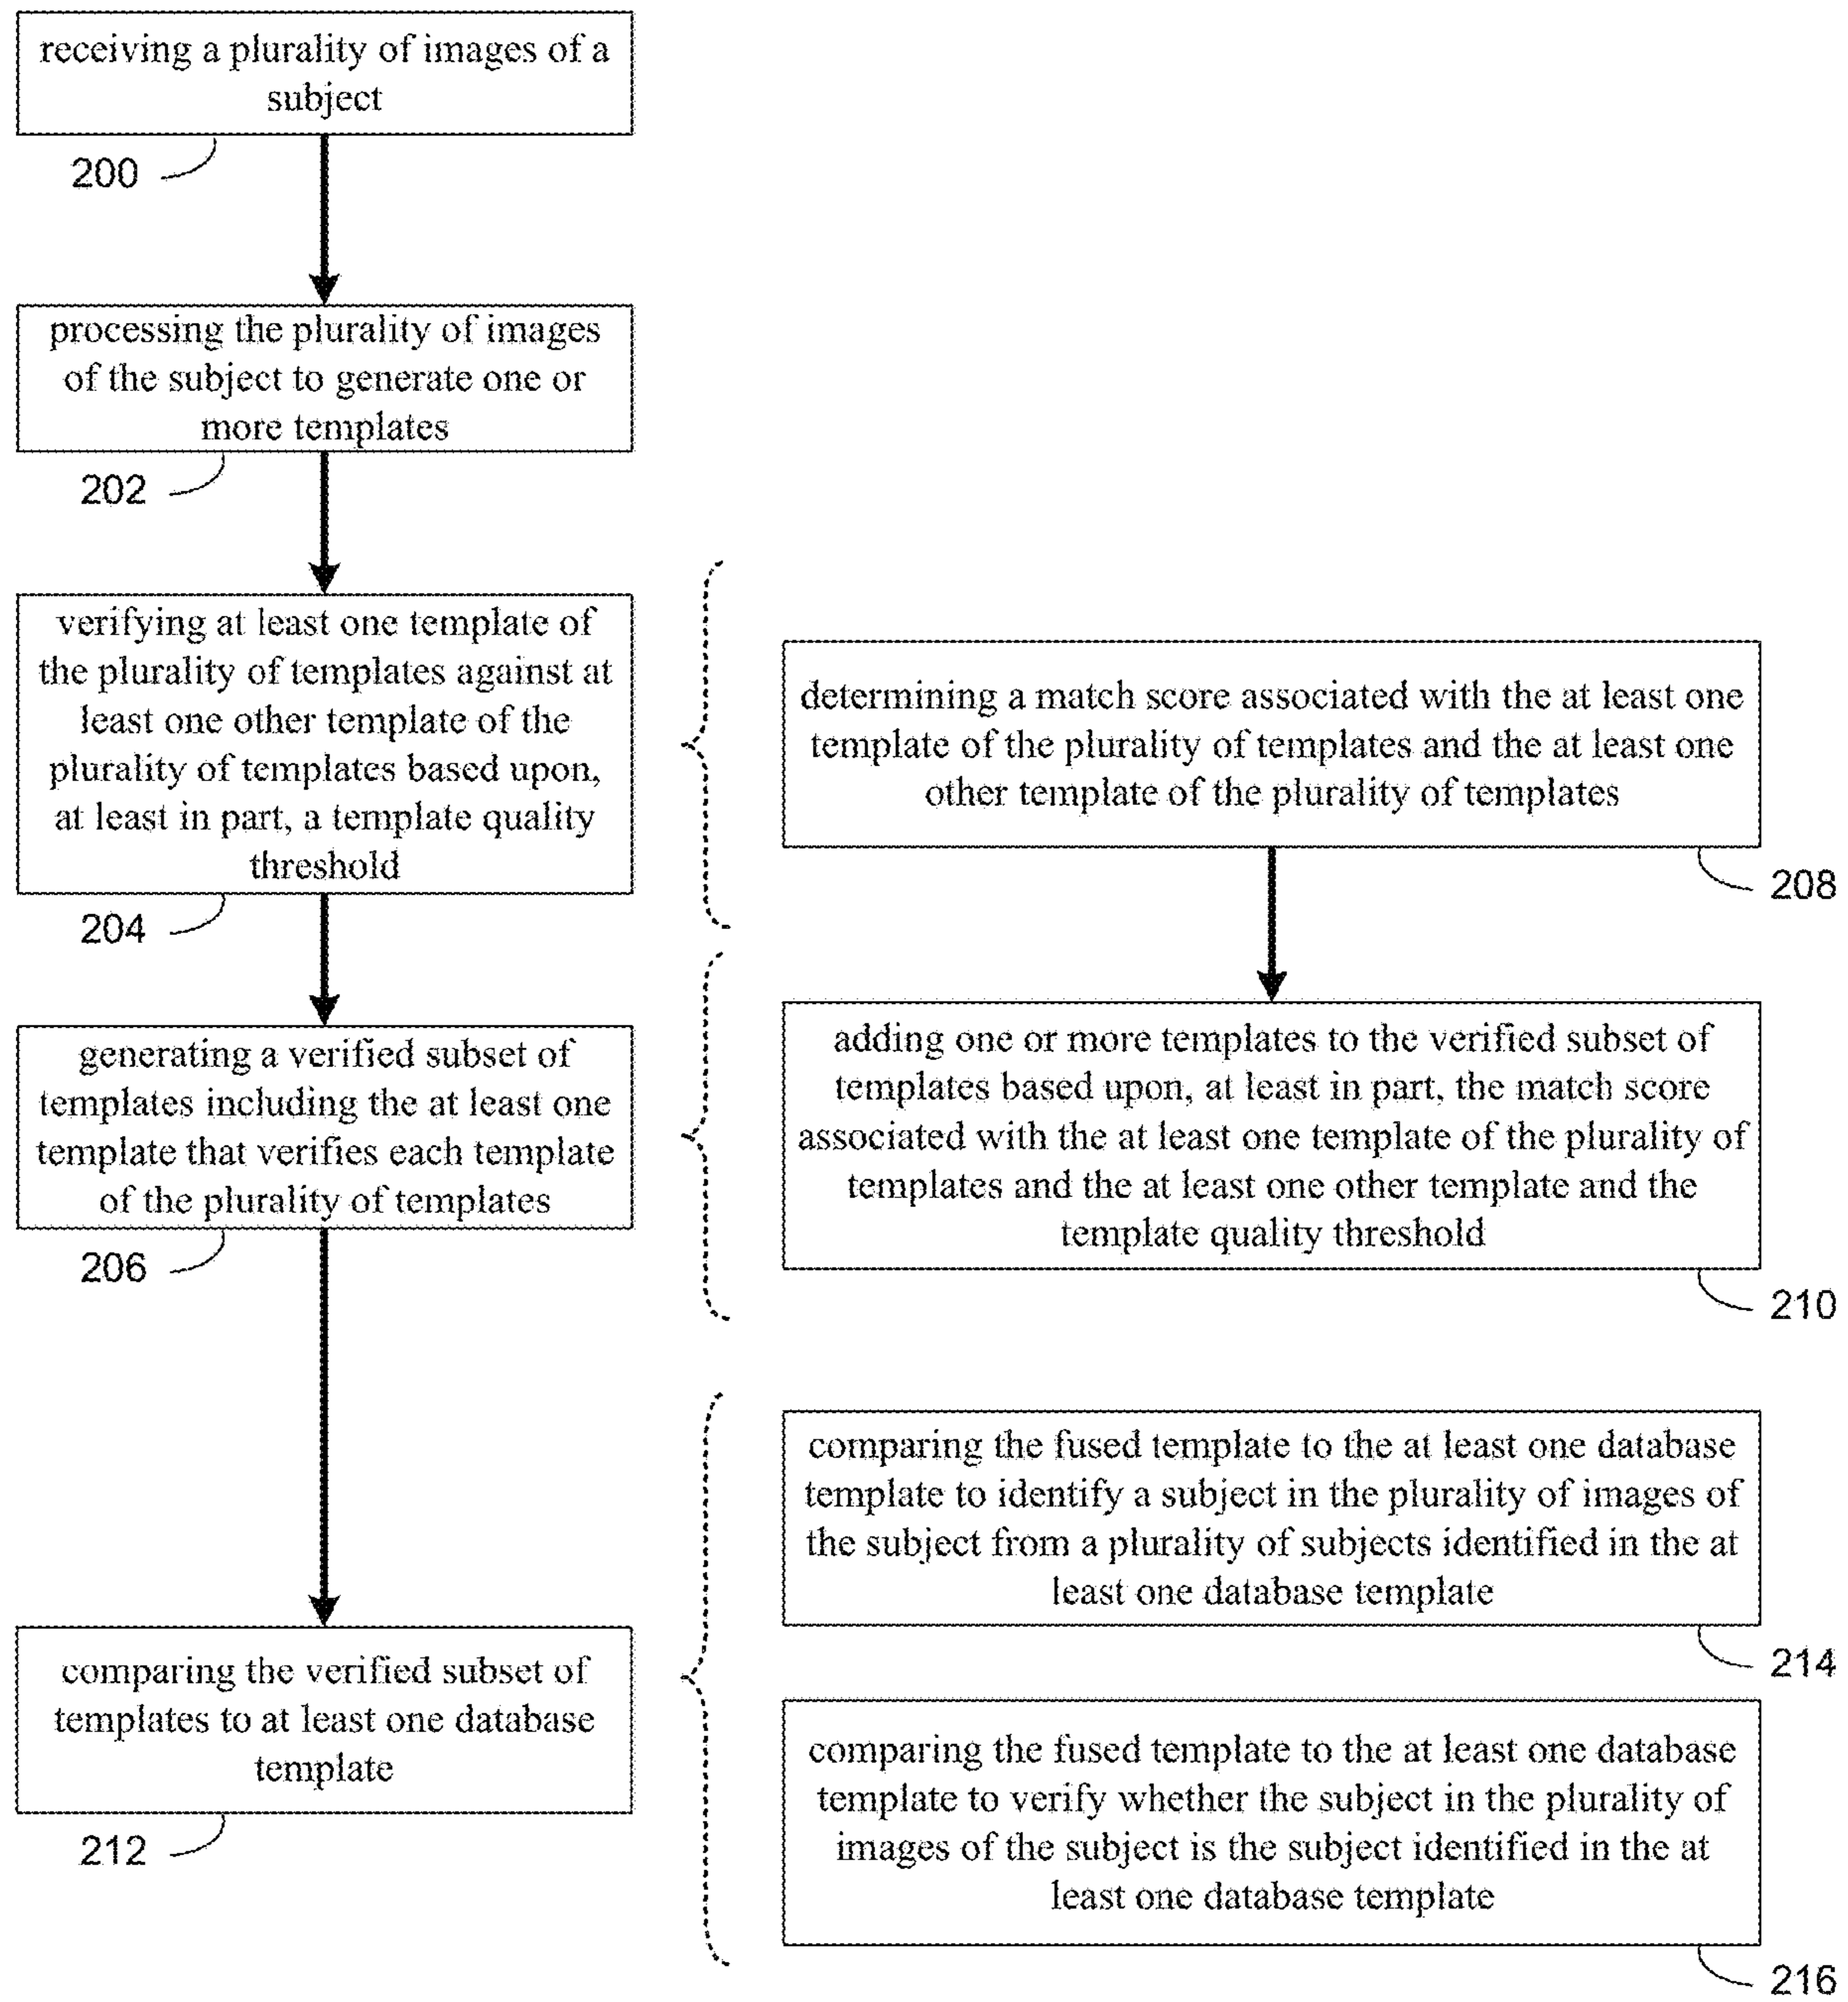 receiving a plurality of images of a
subject
200
processing the plurality of images
of the subject to generate one or
more templates
202
verifying at least one template of
the plurality of templates against at
least one other template of the
plurality of templates based upon,
at least in part, a template quality
threshold
204
determining a match score associated with the at least one
template of the plurality of templates and the at least one
other template of the plurality of templates
208
generating a verified subset of
templates including the at least one
template that verifies each template
of the plurality of templates
206
adding one or more templates to the verified subset of
templates based upon, at least in part, the match score
associated with the at least one template of the plurality of
templates and the at least one other template and the
template quality threshold
210
comparing the verified subset of
templates to at least one database
template
212
comparing the fused template to the at least one database
template to identify a subject in the plurality of images of
the subject from a plurality of subjects identified in the at
least one database template
214
comparing the fused template to the at least one database
template to verify whether the subject in the plurality of
images of the subject is the subject identified in the at
least one database template
216